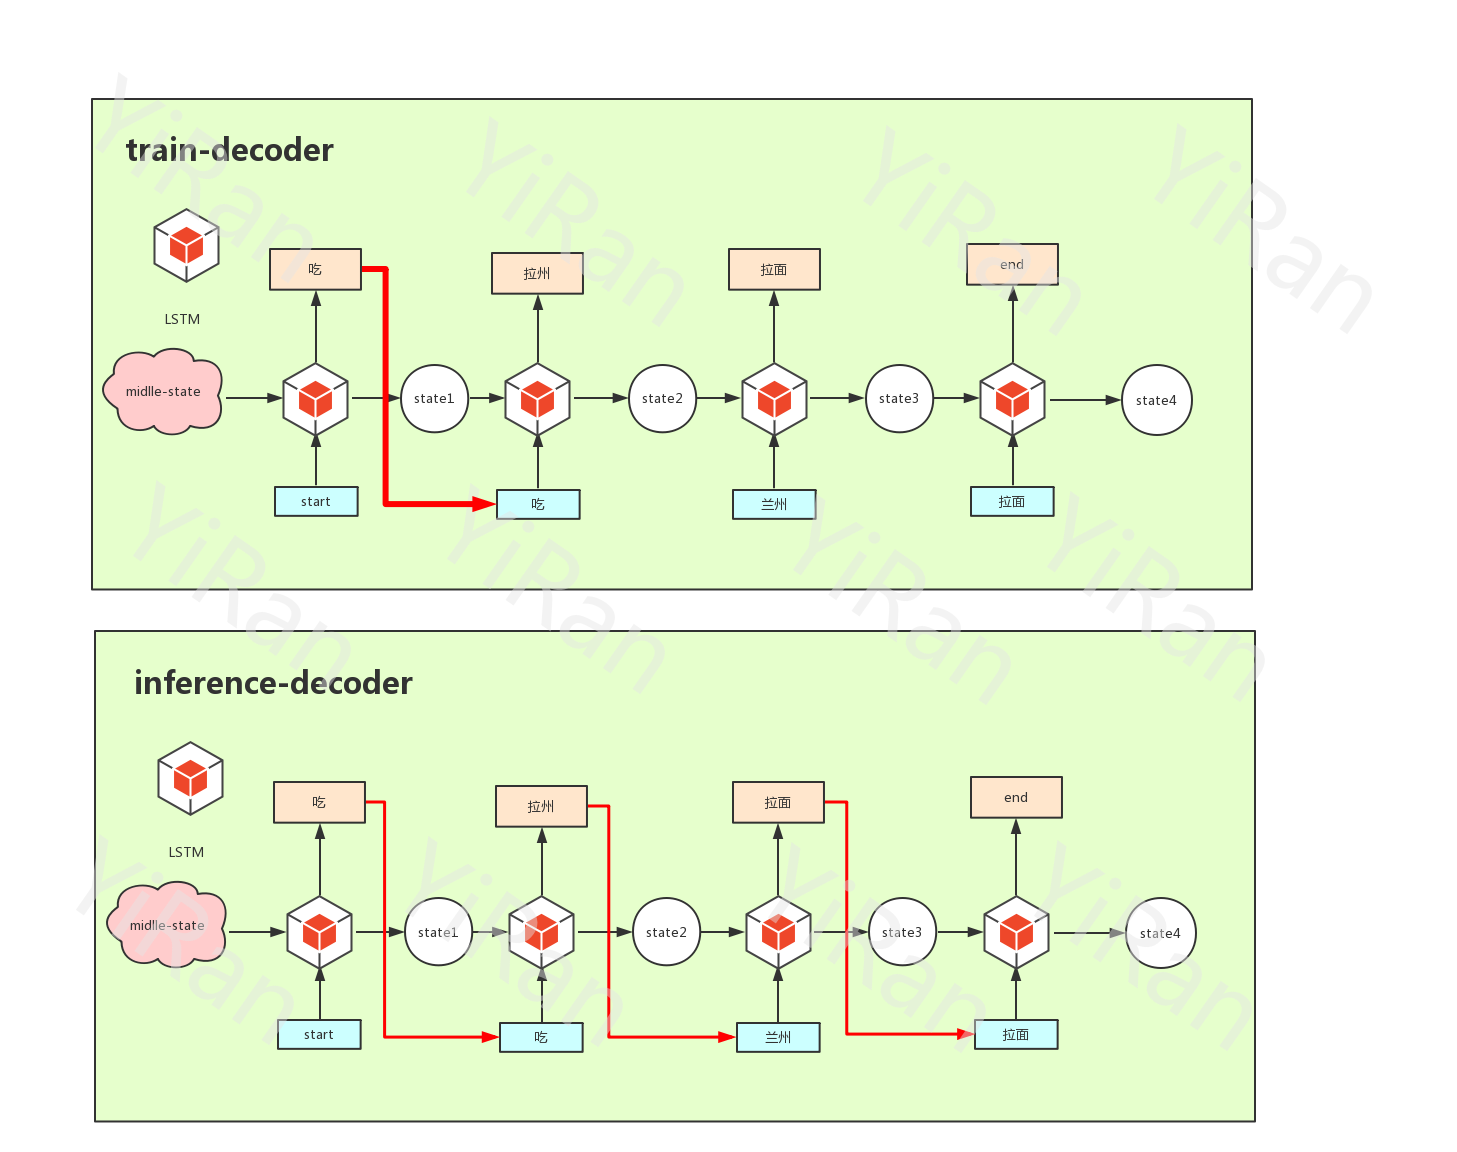 train-decoder
LSTM
吃
拉州
拉面
end
midlle-state
state1
state2
state3
state4
start
吃
兰州
拉面
inference-decoder
LSTM
吃
拉州
拉面
end
midlle-state
state1
state2
state3
state4
start
吃
兰州
拉面
YiRan
YiRan
YiRan
YiRan
YiRan
YiRan
YiRan
YiRan
YiRan
YiRan
YiRan
YiRan